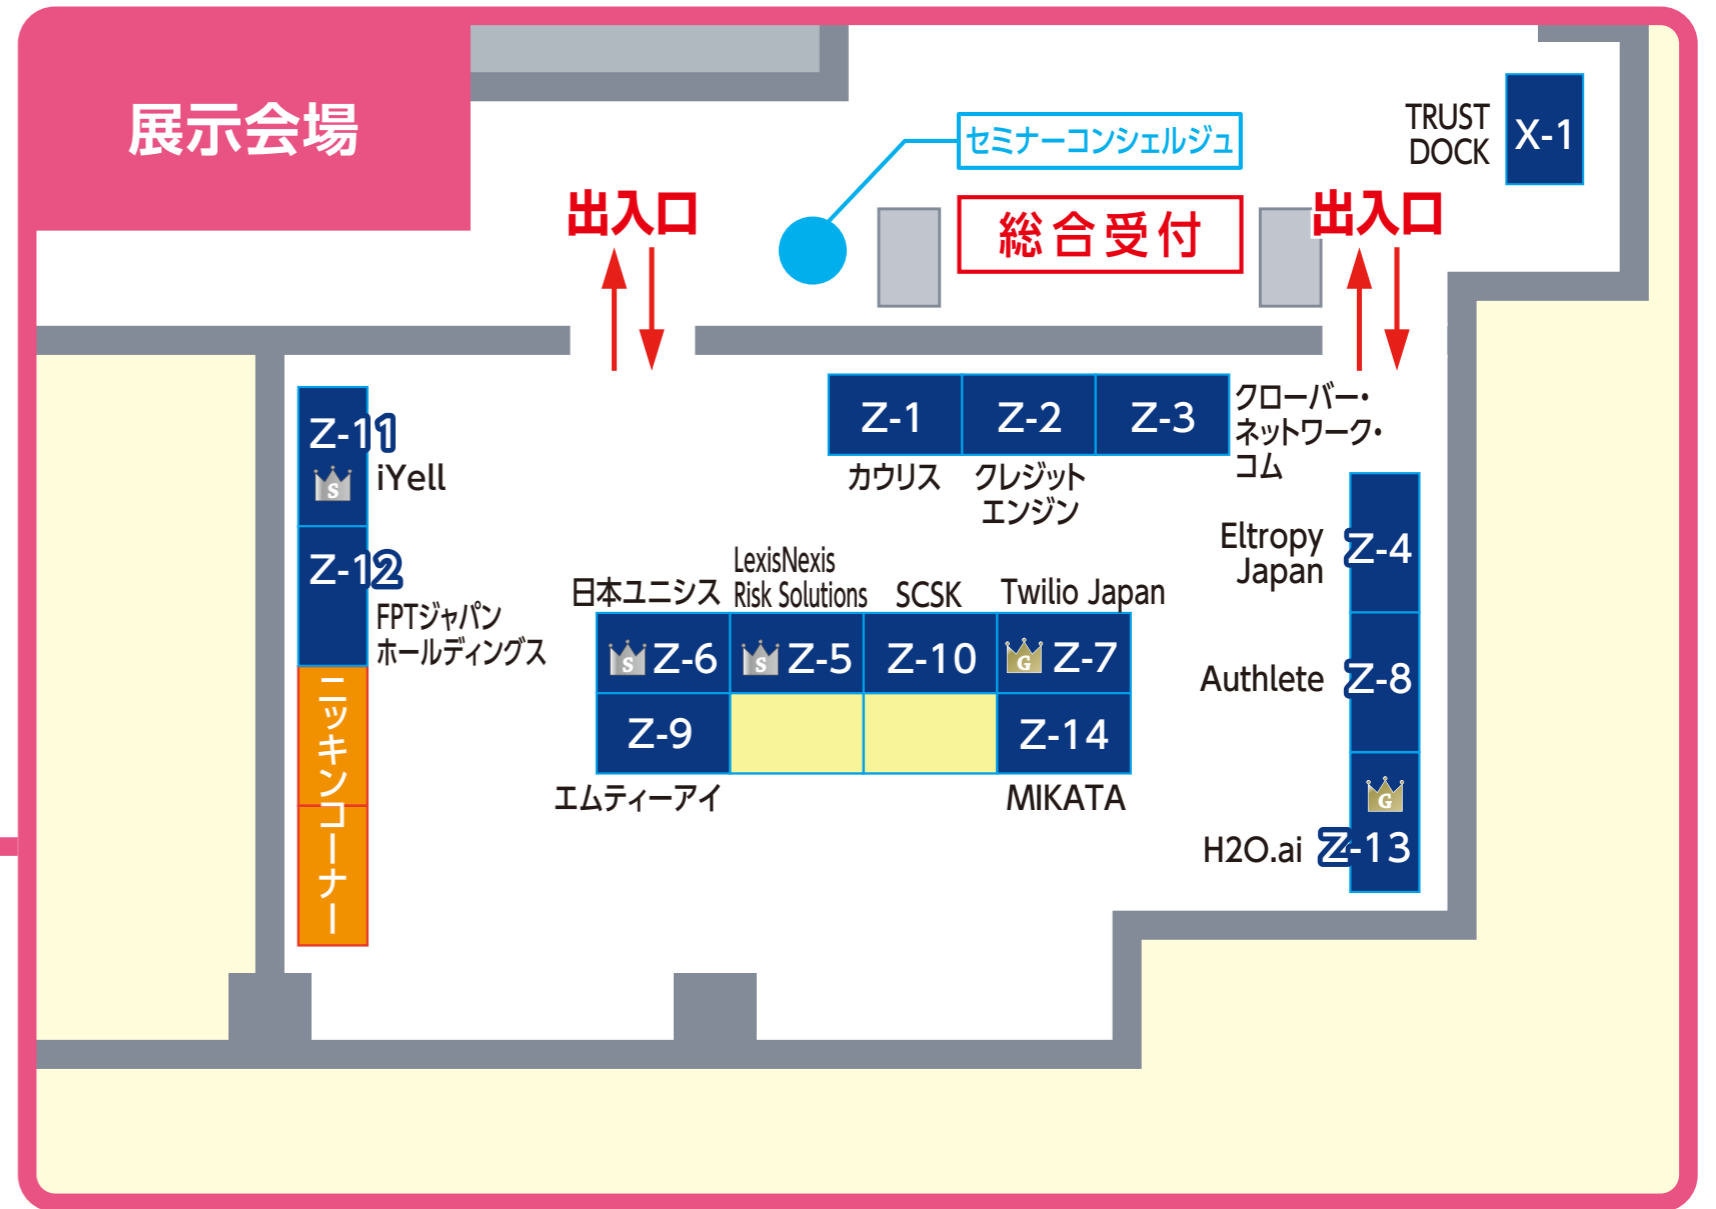 展示会場
セミナーコンシェルジュ
総合受付
出入口
出入口
TRUST
DOCK
X-1
Z-11
S
iYell
Z-12
FPTジャパン
ホールディングス
ニッキンコーナー
Z-1
カウリス
Z-2
クレジット
エンジン
Z-3
クローバー・
ネットワーク・
コム
日本ユニシス
S
Z-6
LexisNexis
Risk Solutions
S
Z-5
SCSK
Z-10
Twilio Japan
G
Z-7
Z-9
エムティーアイ
Z-14
MIKATA
Eltropy
Japan
Z-4
Authlete
Z-8
G
H2O.ai
Z-13